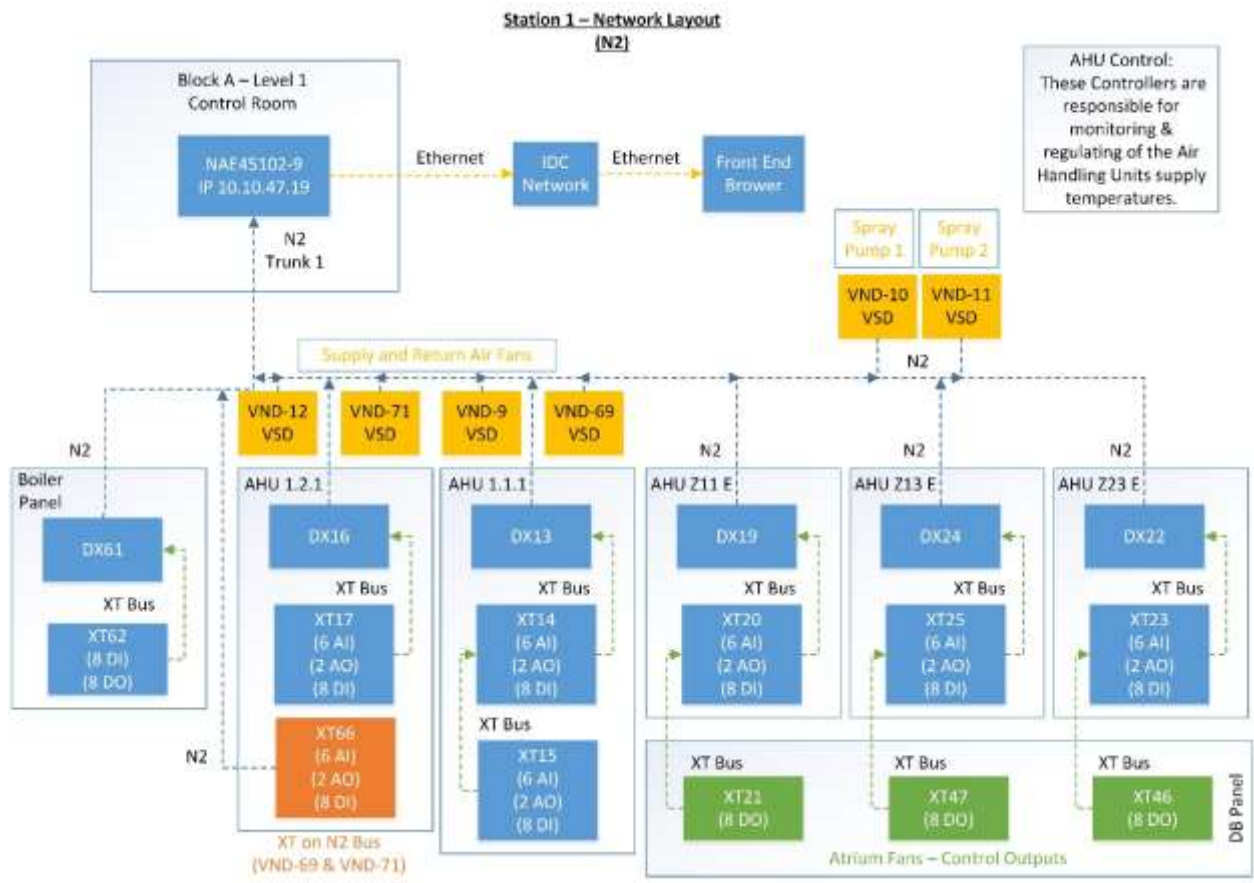 Station 1 – Network Layout
(N2)
Block A – Level 1
Control Room
NAE45102-9
IP 10.10.47.19
Ethernet
IDC
Network
Ethernet
Front End
Brower
AHU Control:
These Controllers are
responsible for
monitoring &
regulating of the Air
Handling Units supply
temperatures.
N2
Trunk 1
Spray
Pump 1
Spray
Pump 2
VND-10
VSD
VND-11
VSD
Supply and Return Air Fans
N2
VND-12
VSD
VND-71
VSD
VND-9
VSD
VND-69
VSD
N2
N2
N2
N2
Boiler
Panel
DX61
XT Bus
XT62
(8 DI)
(8 DO)
AHU 1.2.1
DX16
XT Bus
XT17
(6 AI)
(2 AO)
(8 DI)
N2
XT66
(6 AI)
(2 AO)
(8 DI)
XT on N2 Bus
(VND-69 & VND-71)
AHU 1.1.1
DX13
XT Bus
XT14
(6 AI)
(2 AO)
(8 DI)
XT Bus
XT15
(6 AI)
(2 AO)
(8 DI)
AHU Z11 E
DX19
XT Bus
XT20
(6 AI)
(2 AO)
(8 DI)
AHU Z13 E
DX24
XT Bus
XT25
(6 AI)
(2 AO)
(8 DI)
AHU Z23 E
DX22
XT Bus
XT23
(6 AI)
(2 AO)
(8 DI)
XT Bus
XT21
(8 DO)
XT Bus
XT47
(8 DO)
XT Bus
XT46
(8 DO)
DB Panel
Atrium Fans – Control Outputs